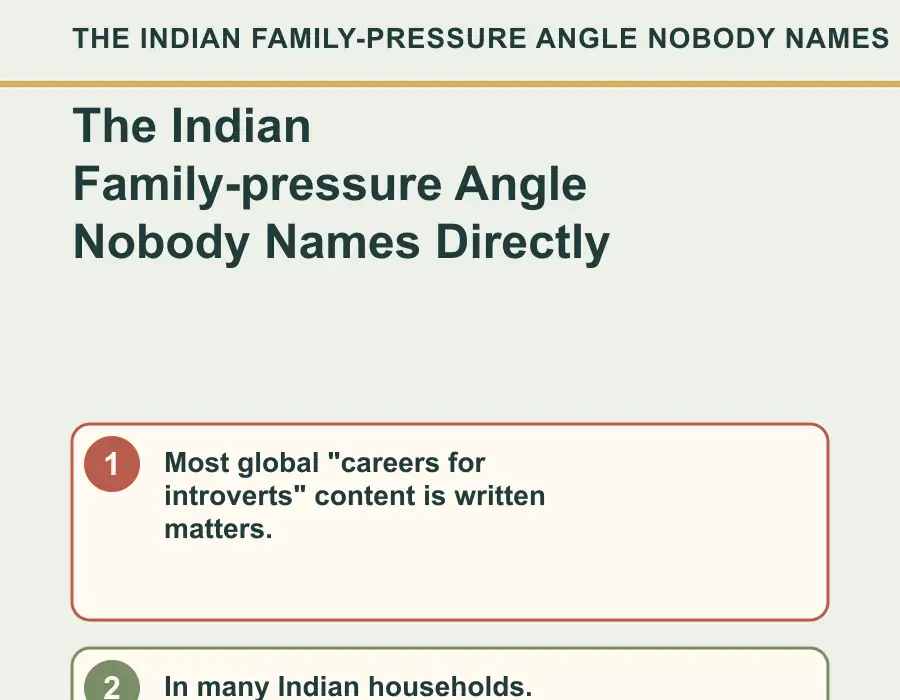 THE INDIAN FAMILY-PRESSURE ANGLE NOBODY NAMES
The Indian
Family-pressure Angle
Nobody Names Directly
1
Most global "careers for
introverts" content is written
matters.
2
In many Indian households.